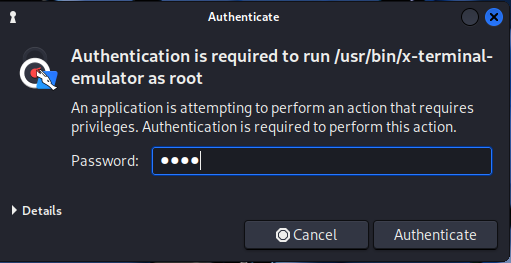 Authenticate
Authentication is required to run /usr/bin/x-terminal-
emulator as root
An application is attempting to perform an action that requires
privileges. Authentication is required to perform this action.
Password: ●●●●
Details
Cancel Authenticate